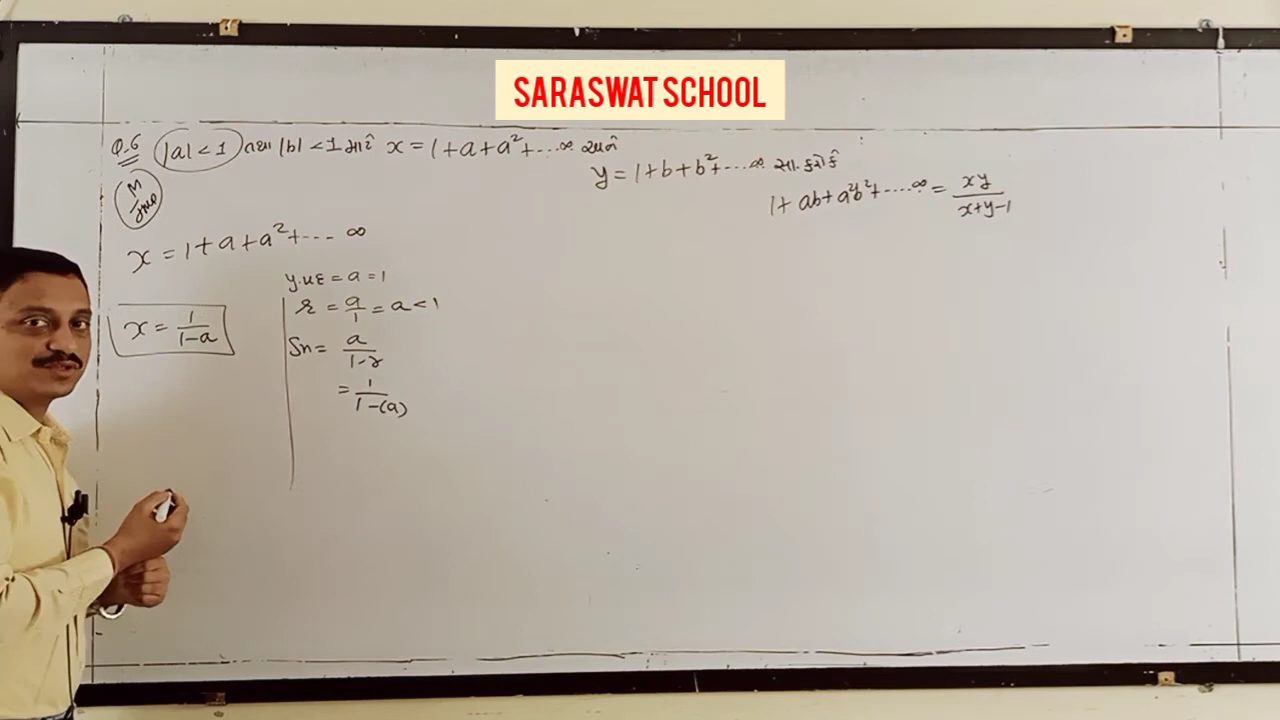 SARASWAT SCHOOL
Q.6 |a| < 1 તથા |b| < 1 માટે x = 1 + a + a² + ... ∞ અને
y = 1 + b + b² + .... ∞ સા. કરો કે
1 + ab + a²b² + ..... ∞ = xy / x+y-1
x = 1 + a + a² + ... ∞
પ્ર.પદ = a = 1
r = a/1 = a < 1
x = 1/1-a
Sn = a/1-r
= 1/1-(a)